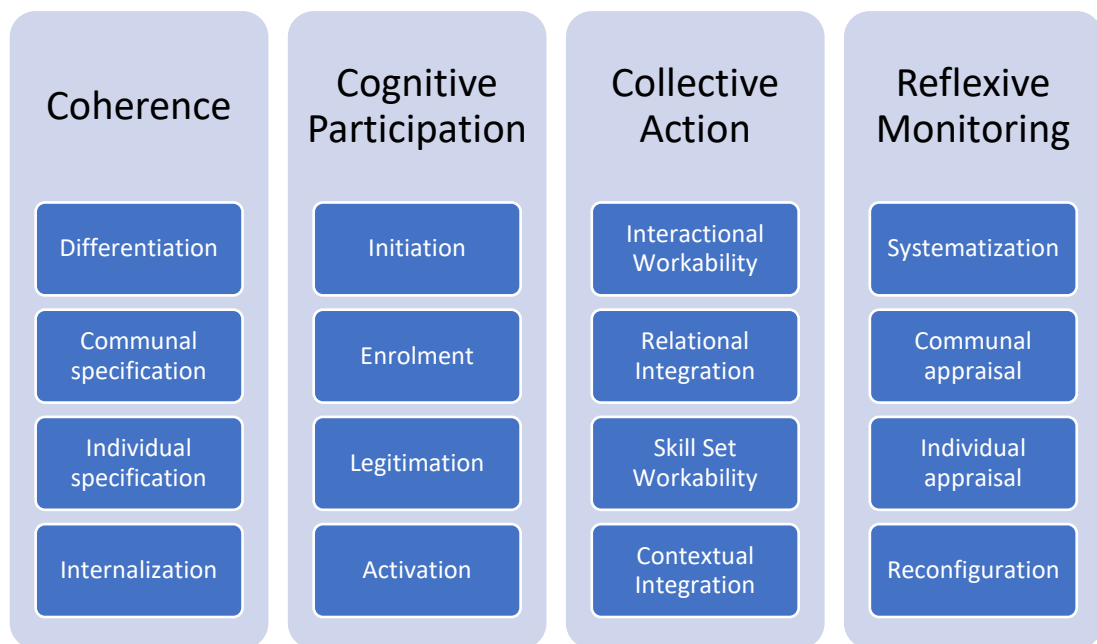 Coherence
Differentiation
Communal
specification
Individual
specification
Internalization
Cognitive
Participation
Initiation
Enrolment
Legitimation
Activation
Collective
Action
Interactional
Workability
Relational
Integration
Skill Set
Workability
Contextual
Integration
Reflexive
Monitoring
Systematization
Communal
appraisal
Individual
appraisal
Reconfiguration